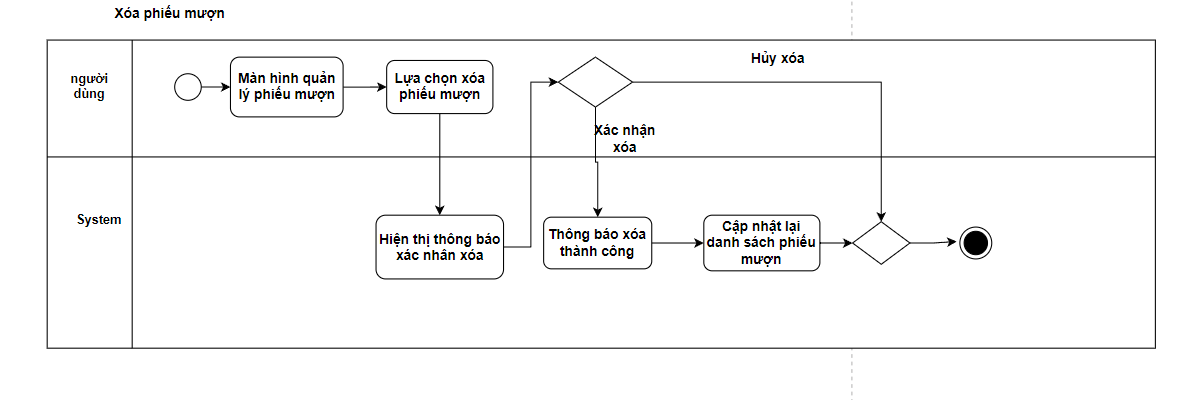 Xóa phiếu mượn
người
dùng
Màn hình quản
lý phiếu mượn
Lựa chọn xóa
phiếu mượn
Hủy xóa
Xác nhận
xóa
System
Hiện thị thông báo
xác nhân xóa
Thông báo xóa
thành công
Cập nhật lại
danh sách phiếu
mượn